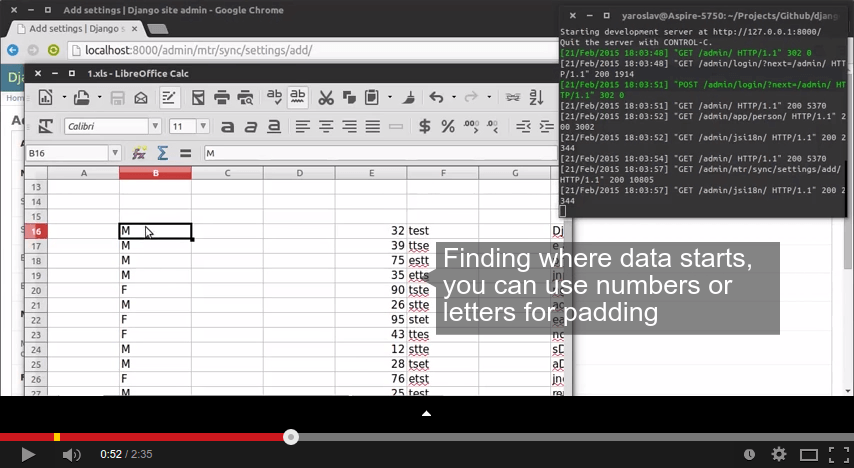 Add settings | Django site admin - Google Chrome
Add settings | Django s
localhost:8000/admin/mtr/sync/settings/add/
yaroslav@Aspire-5750: ~/Projects/Github/djang
Starting development server at http://127.0.0.1:8000/
Quit the server with CONTROL-C.
[21/Feb/2015 18:03:48] "GET /admin/ HTTP/1.1" 302 0
[21/Feb/2015 18:03:48] "GET /admin/login/?next=/admin/ HTT
P/1.1" 200 1914
[21/Feb/2015 18:03:51] "POST /admin/login/?next=/admin/ HT
TP/1.1" 302 0
[21/Feb/2015 18:03:51] "GET /admin/ HTTP/1.1" 200 5370
[21/Feb/2015 18:03:52] "GET /admin/app/person/ HTTP/1.1" 2
00 3002
[21/Feb/2015 18:03:52] "GET /admin/jsi18n/ HTTP/1.1" 200 2
344
[21/Feb/2015 18:03:54] "GET /admin/ HTTP/1.1" 200 5370
[21/Feb/2015 18:03:57] "GET /admin/mtr/sync/settings/add/
HTTP/1.1" 200 10805
[21/Feb/2015 18:03:57] "GET /admin/jsi18n/ HTTP/1.1" 200 2
344
1.xls - LibreOffice Calc
Calibri 11
B16 M
A B C D E F G
13
14
15
16 M 32 test
17 M 39 ttse
18 M 75 estt
19 M 35 etts
20 F 90 tste
21 M 26 stte
22 F 95 stet
23 F 43 ttes
24 M 12 stte
25 M 28 tset
26 F 76 etst
27 M 25 test
Finding where data starts,
you can use numbers or
letters for padding
0:52 / 2:35